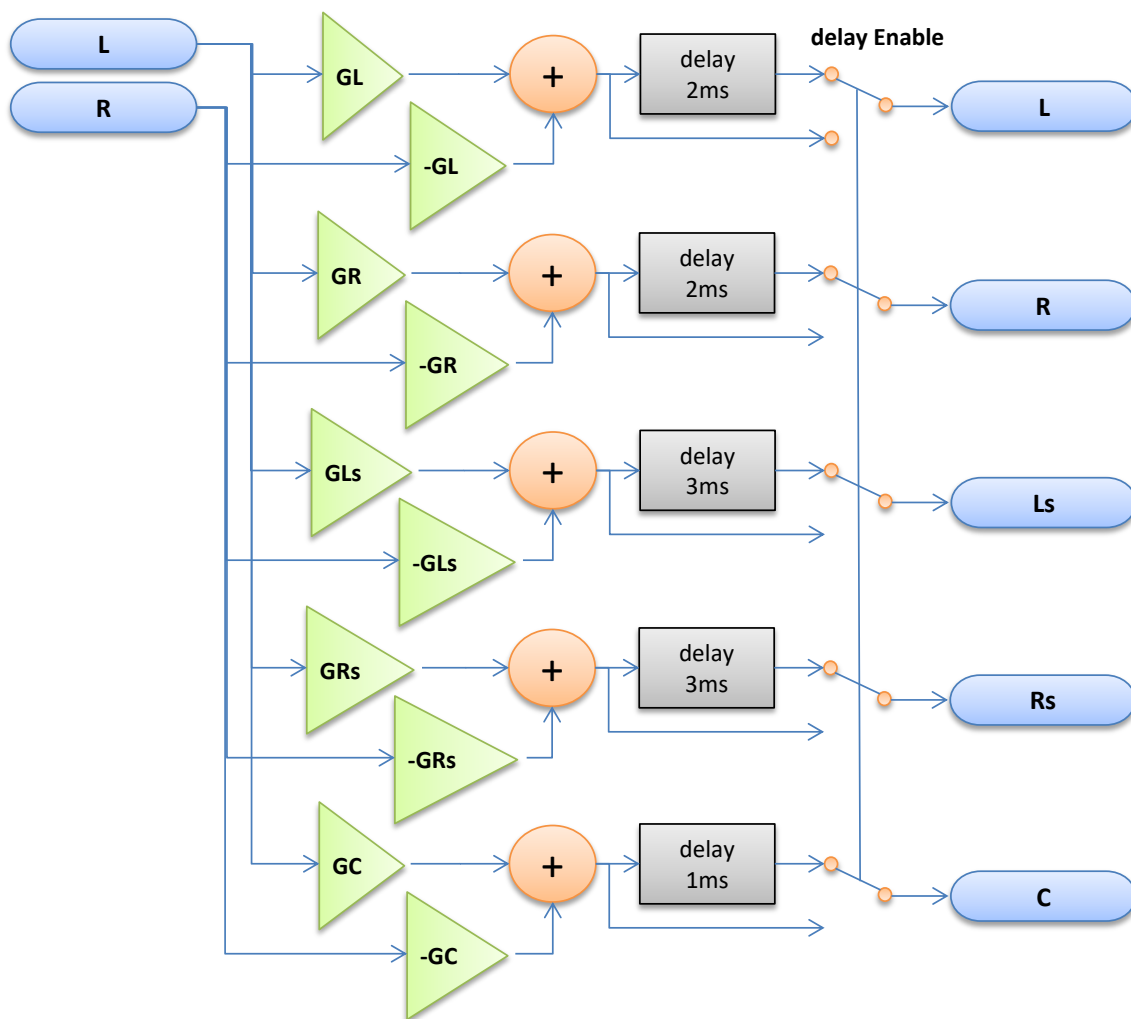 L
R
delay Enable
GL
-GL
+
delay
2ms
L
GR
-GR
+
delay
2ms
R
GLs
-GLs
+
delay
3ms
Ls
GRs
-GRs
+
delay
3ms
Rs
GC
-GC
+
delay
1ms
C